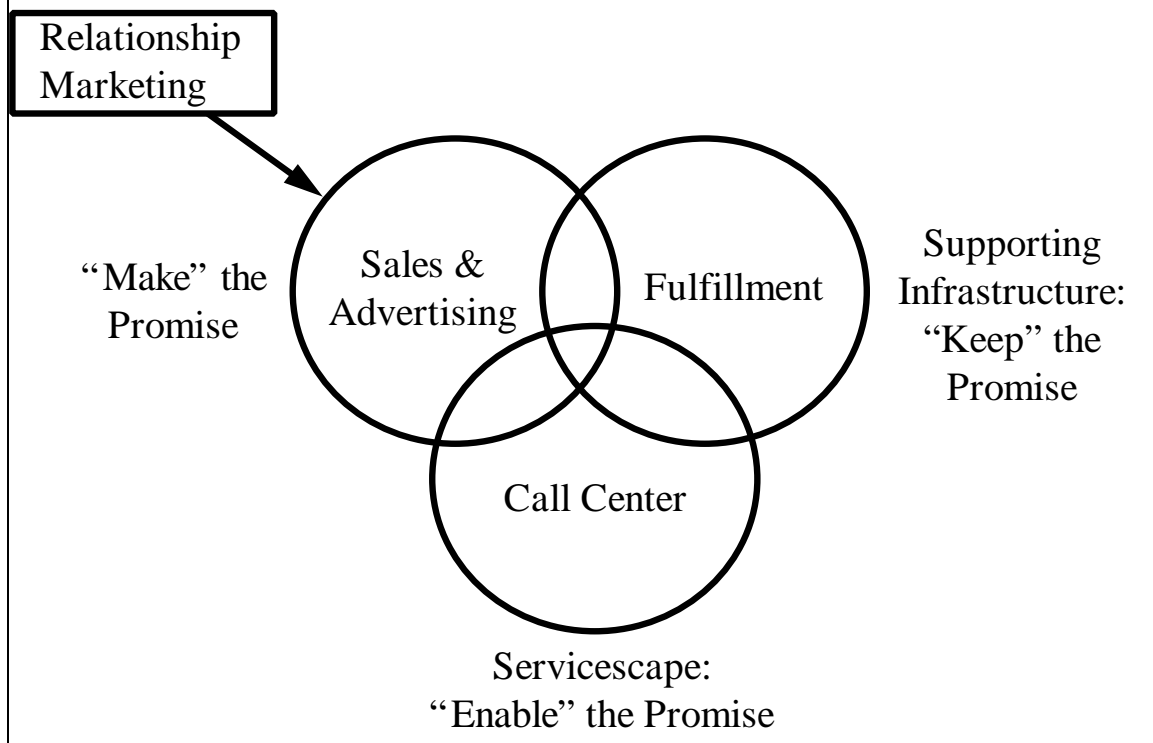 Relationship
Marketing
“Make” the
Promise
Sales &
Advertising
Fulfillment
Supporting
Infrastructure:
“Keep” the
Promise
Call Center
Servicescape:
“Enable” the Promise